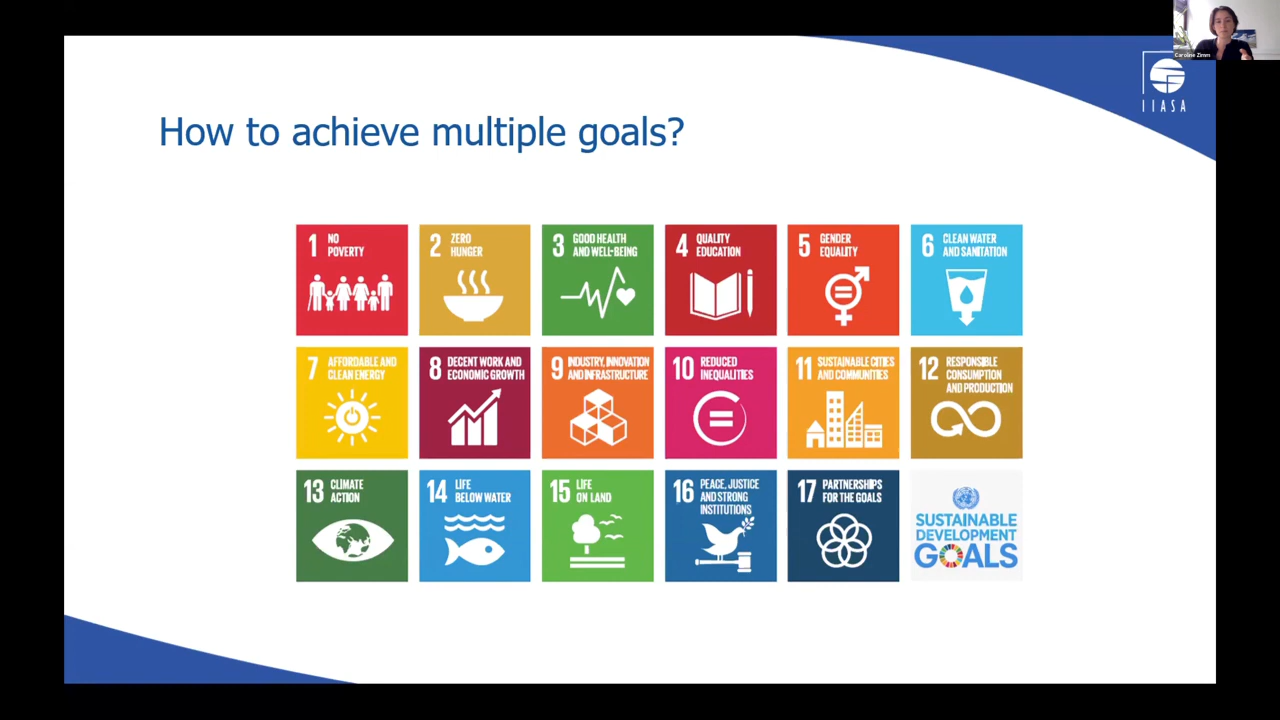 Caroline Zimm
IIASA
How to achieve multiple goals?
1 NO
POVERTY
2 ZERO
HUNGER
3 GOOD HEALTH
AND WELL-BEING
4 QUALITY
EDUCATION
5 GENDER
EQUALITY
6 CLEAN WATER
AND SANITATION
7 AFFORDABLE AND
CLEAN ENERGY
8 DECENT WORK AND
ECONOMIC GROWTH
9 INDUSTRY, INNOVATION
AND INFRASTRUCTURE
10 REDUCED
INEQUALITIES
11 SUSTAINABLE CITIES
AND COMMUNITIES
12 RESPONSIBLE
CONSUMPTION
AND PRODUCTION
13 CLIMATE
ACTION
14 LIFE
BELOW WATER
15 LIFE
ON LAND
16 PEACE, JUSTICE
AND STRONG
INSTITUTIONS
17 PARTNERSHIPS
FOR THE GOALS
SUSTAINABLE
DEVELOPMENT
GOALS